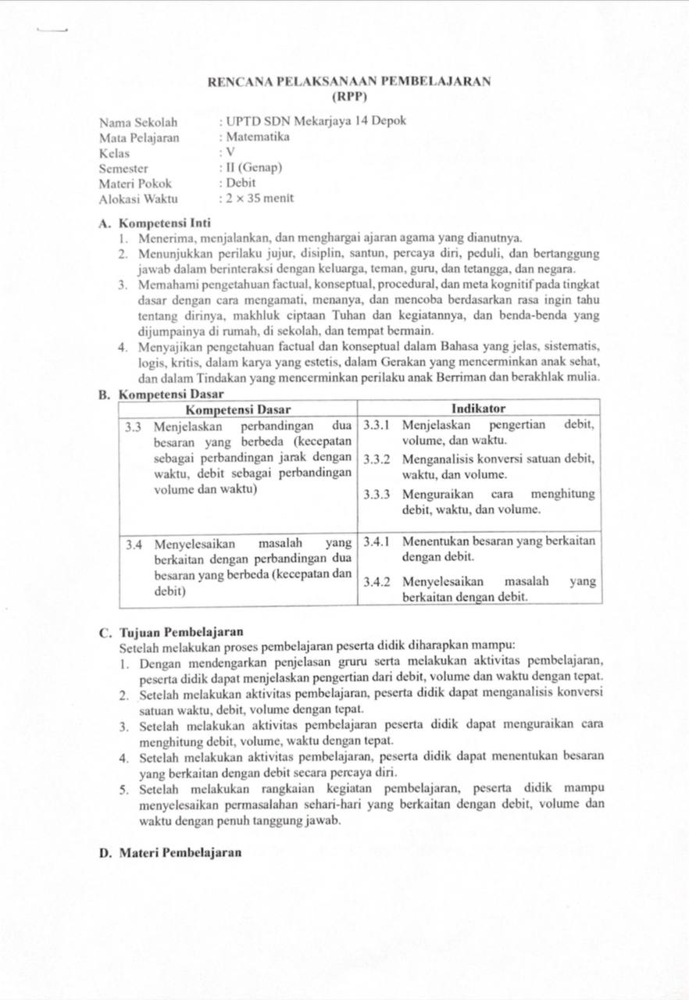 RENCANA PELAKSANAAN PEMBELAJARAN
(RPP)
Nama Sekolah : UPTD SDN Mekarjaya 14 Depok
Mata Pelajaran : Matematika
Kelas : V
Semester : II (Genap)
Materi Pokok : Debit
Alokasi Waktu : 2 × 35 menit
A. Kompetensi Inti
1. Menerima, menjalankan, dan menghargai ajaran agama yang dianutnya.
2. Menunjukkan perilaku jujur, disiplin, santun, percaya diri, peduli, dan bertanggung
jawab dalam berinteraksi dengan keluarga, teman, guru, dan tetangga, dan negara.
3. Memahami pengetahuan factual, konseptual, procedural, dan meta kognitif pada tingkat
dasar dengan cara mengamati, menanya, dan mencoba berdasarkan rasa ingin tahu
tentang dirinya, makhluk ciptaan Tuhan dan kegiatannya, dan benda-benda yang
dijumpainya di rumah, di sekolah, dan tempat bermain.
4. Menyajikan pengetahuan factual dan konseptual dalam Bahasa yang jelas, sistematis,
logis, kritis, dalam karya yang estetis, dalam Gerakan yang mencerminkan anak sehat,
dan dalam Tindakan yang mencerminkan perilaku anak Berriman dan berakhlak mulia.
B. Kompetensi Dasar
Kompetensi Dasar
3.3 Menjelaskan perbandingan dua
besaran yang berbeda (kecepatan
sebagai perbandingan jarak dengan
waktu, debit sebagai perbandingan
volume dan waktu)
Indikator
3.3.1 Menjelaskan pengertian debit,
volume, dan waktu.
3.3.2 Menganalisis konversi satuan debit,
waktu, dan volume.
3.3.3 Menguraikan cara menghitung
debit, waktu, dan volume.
3.4 Menyelesaikan masalah yang
berkaitan dengan perbandingan dua
besaran yang berbeda (kecepatan dan
debit)
3.4.1 Menentukan besaran yang berkaitan
dengan debit.
3.4.2 Menyelesaikan masalah yang
berkaitan dengan debit.
C. Tujuan Pembelajaran
Setelah melakukan proses pembelajaran peserta didik diharapkan mampu:
1. Dengan mendengarkan penjelasan gruru serta melakukan aktivitas pembelajaran,
peserta didik dapat menjelaskan pengertian dari debit, volume dan waktu dengan tepat.
2. Setelah melakukan aktivitas pembelajaran, peserta didik dapat menganalisis konversi
satuan waktu, debit, volume dengan tepat.
3. Setelah melakukan aktivitas pembelajaran peserta didik dapat menguraikan cara
menghitung debit, volume, waktu dengan tepat.
4. Setelah melakukan aktivitas pembelajaran, peserta didik dapat menentukan besaran
yang berkaitan dengan debit secara percaya diri.
5. Setelah melakukan rangkaian kegiatan pembelajaran, peserta didik mampu
menyelesaikan permasalahan sehari-hari yang berkaitan dengan debit, volume dan
waktu dengan penuh tanggung jawab.
D. Materi Pembelajaran